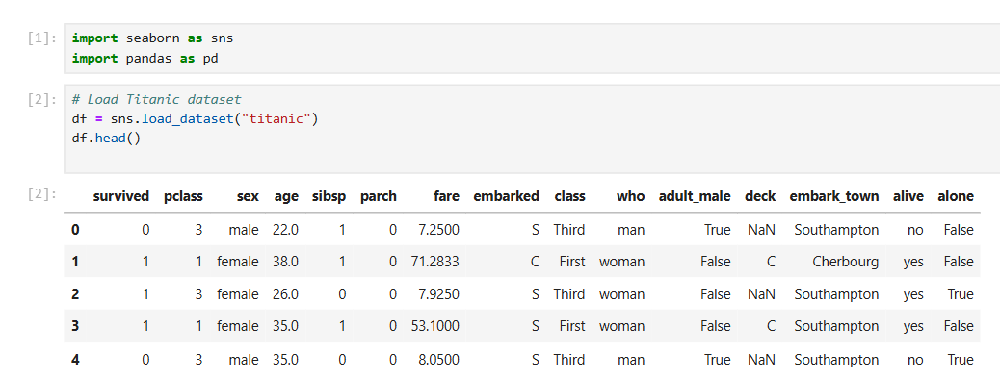 [1]: import seaborn as sns
import pandas as pd
[2]: # Load Titanic dataset
df = sns.load_dataset("titanic")
df.head()
[2]: survived pclass sex age sibsp parch fare embarked class who adult_male deck embark_town alive alone
0 0 3 male 22.0 1 0 7.2500 S Third man True NaN Southampton no False
1 1 1 female 38.0 1 0 71.2833 C First woman False C Cherbourg yes False
2 1 3 female 26.0 0 0 7.9250 S Third woman False NaN Southampton yes True
3 1 1 female 35.0 1 0 53.1000 S First woman False C Southampton yes False
4 0 3 male 35.0 0 0 8.0500 S Third man True NaN Southampton no True